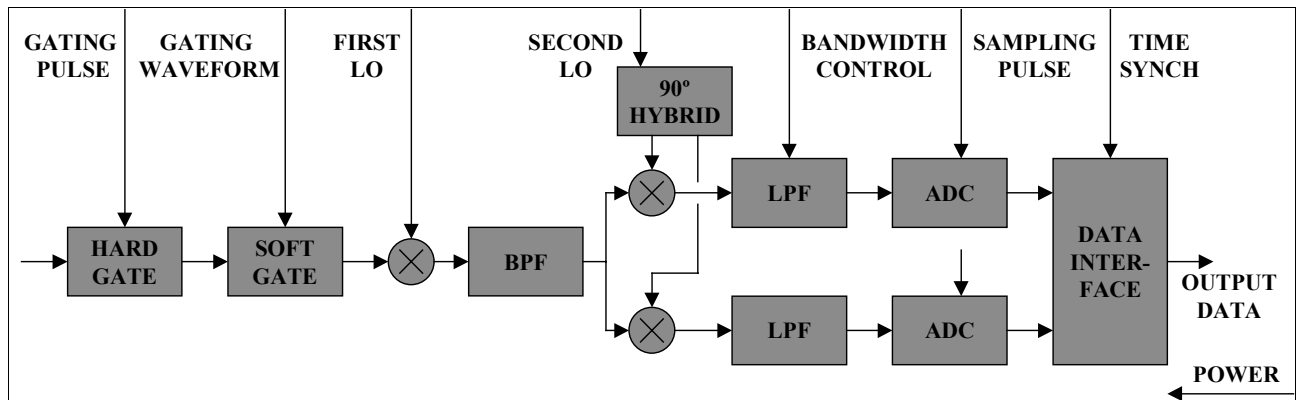 GATING
PULSE
GATING
WAVEFORM
FIRST
LO
SECOND
LO
BANDWIDTH
CONTROL
SAMPLING
PULSE
TIME
SYNCH
90º
HYBRID
LPF
ADC
HARD
GATE
SOFT
GATE
BPF
DATA
INTER-
FACE
OUTPUT
DATA
LPF
ADC
POWER